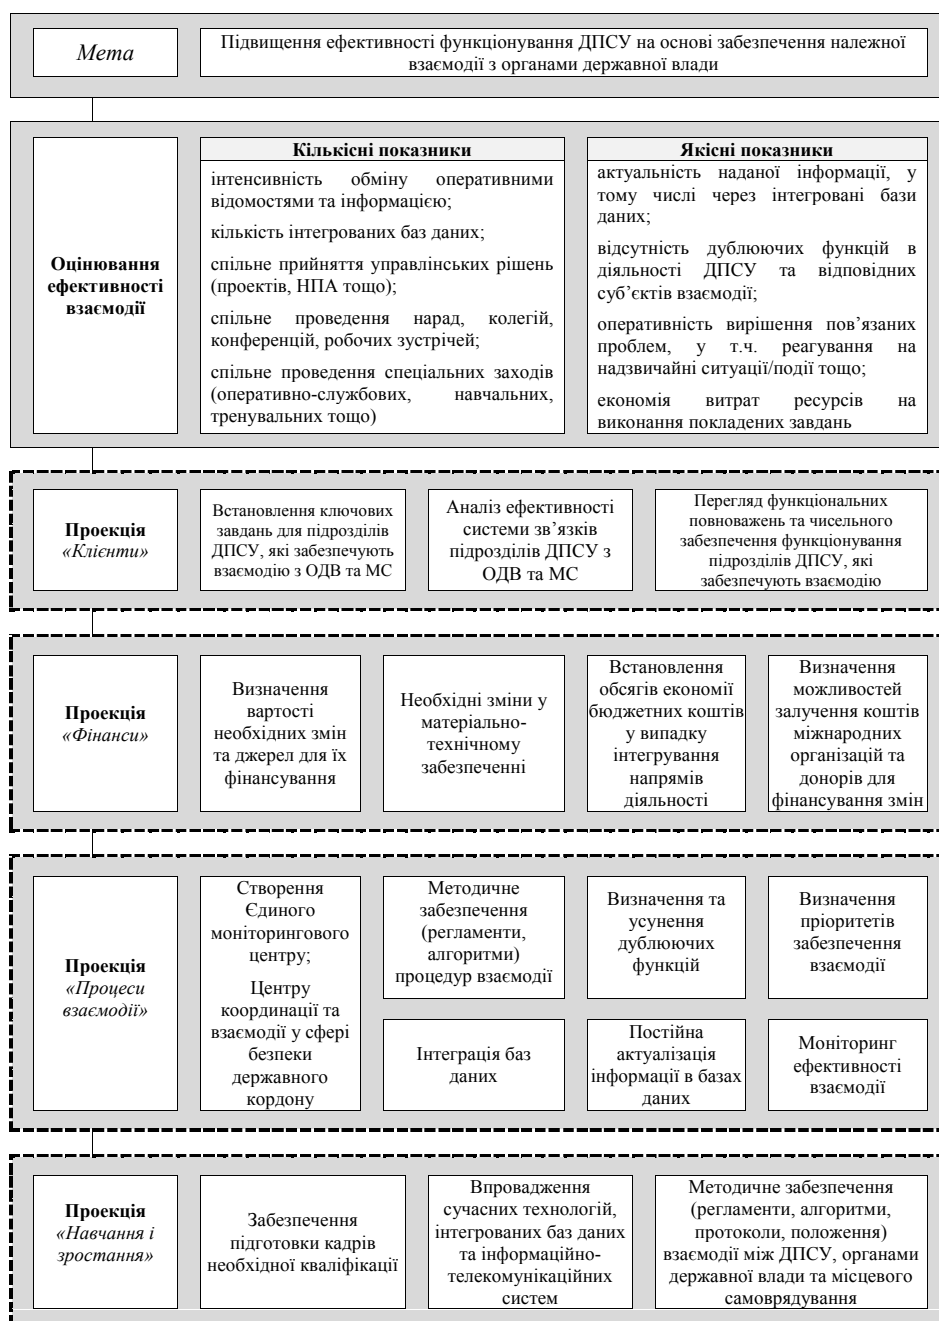 Мета
Підвищення ефективності функціонування ДПСУ на основі забезпечення належної
взаємодії з органами державної влади
Оцінювання
ефективності
взаємодії
Кількісні показники
інтенсивність обміну оперативними
відомостями та інформацією;
кількість інтегрованих баз даних;
спільне прийняття управлінських рішень
(проектів, НПА тощо);
спільне проведення нарад, колегій,
конференцій, робочих зустрічей;
спільне проведення спеціальних заходів
(оперативно-службових, навчальних,
тренувальних тощо)
Якісні показники
актуальність наданої інформації, у
тому числі через інтегровані бази
даних;
відсутність дублюючих функцій в
діяльності ДПСУ та відповідних
суб’єктів взаємодії;
оперативність вирішення пов’язаних
проблем, у т.ч. реагування на
надзвичайні ситуації/події тощо;
економія витрат ресурсів на
виконання покладених завдань
Проекція
«Клієнти»
Встановлення ключових
завдань для підрозділів
ДПСУ, які забезпечують
взаємодію з ОДВ та МС
Аналіз ефективності
системи зв’язків
підрозділів ДПСУ з
ОДВ та МС
Перегляд функціональних
повноважень та чисельного
забезпечення функціонування
підрозділів ДПСУ, які
забезпечують взаємодію
Проекція
«Фінанси»
Визначення
вартості
необхідних змін
та джерел для їх
фінансування
Необхідні зміни у
матеріально-
технічному
забезпеченні
Встановлення
обсягів економії
бюджетних коштів
у випадку
інтегрування
напрямів
діяльності
Визначення
можливостей
залучення коштів
міжнародних
організацій та
донорів для
фінансування змін
Проекція
«Процеси
взаємодії»
Створення
Єдиного
моніторингового
центру;
Центру
координації та
взаємодії у сфері
безпеки
державного
кордону
Методичне
забезпечення
(регламенти,
алгоритми)
процедур взаємодії
Визначення та
усунення
дублюючих
функцій
Визначення
пріоритетів
забезпечення
взаємодії
Інтеграція баз
даних
Постійна
актуалізація
інформації в базах
даних
Моніторинг
ефективності
взаємодії
Проекція
«Навчання і
зростання»
Забезпечення
підготовки кадрів
необхідної кваліфікації
Впровадження
сучасних технологій,
інтегрованих баз даних
та інформаційно-
телекомунікаційних
систем
Методичне забезпечення
(регламенти, алгоритми,
протоколи, положення)
взаємодії між ДПСУ, органами
державної влади та місцевого
самоврядування